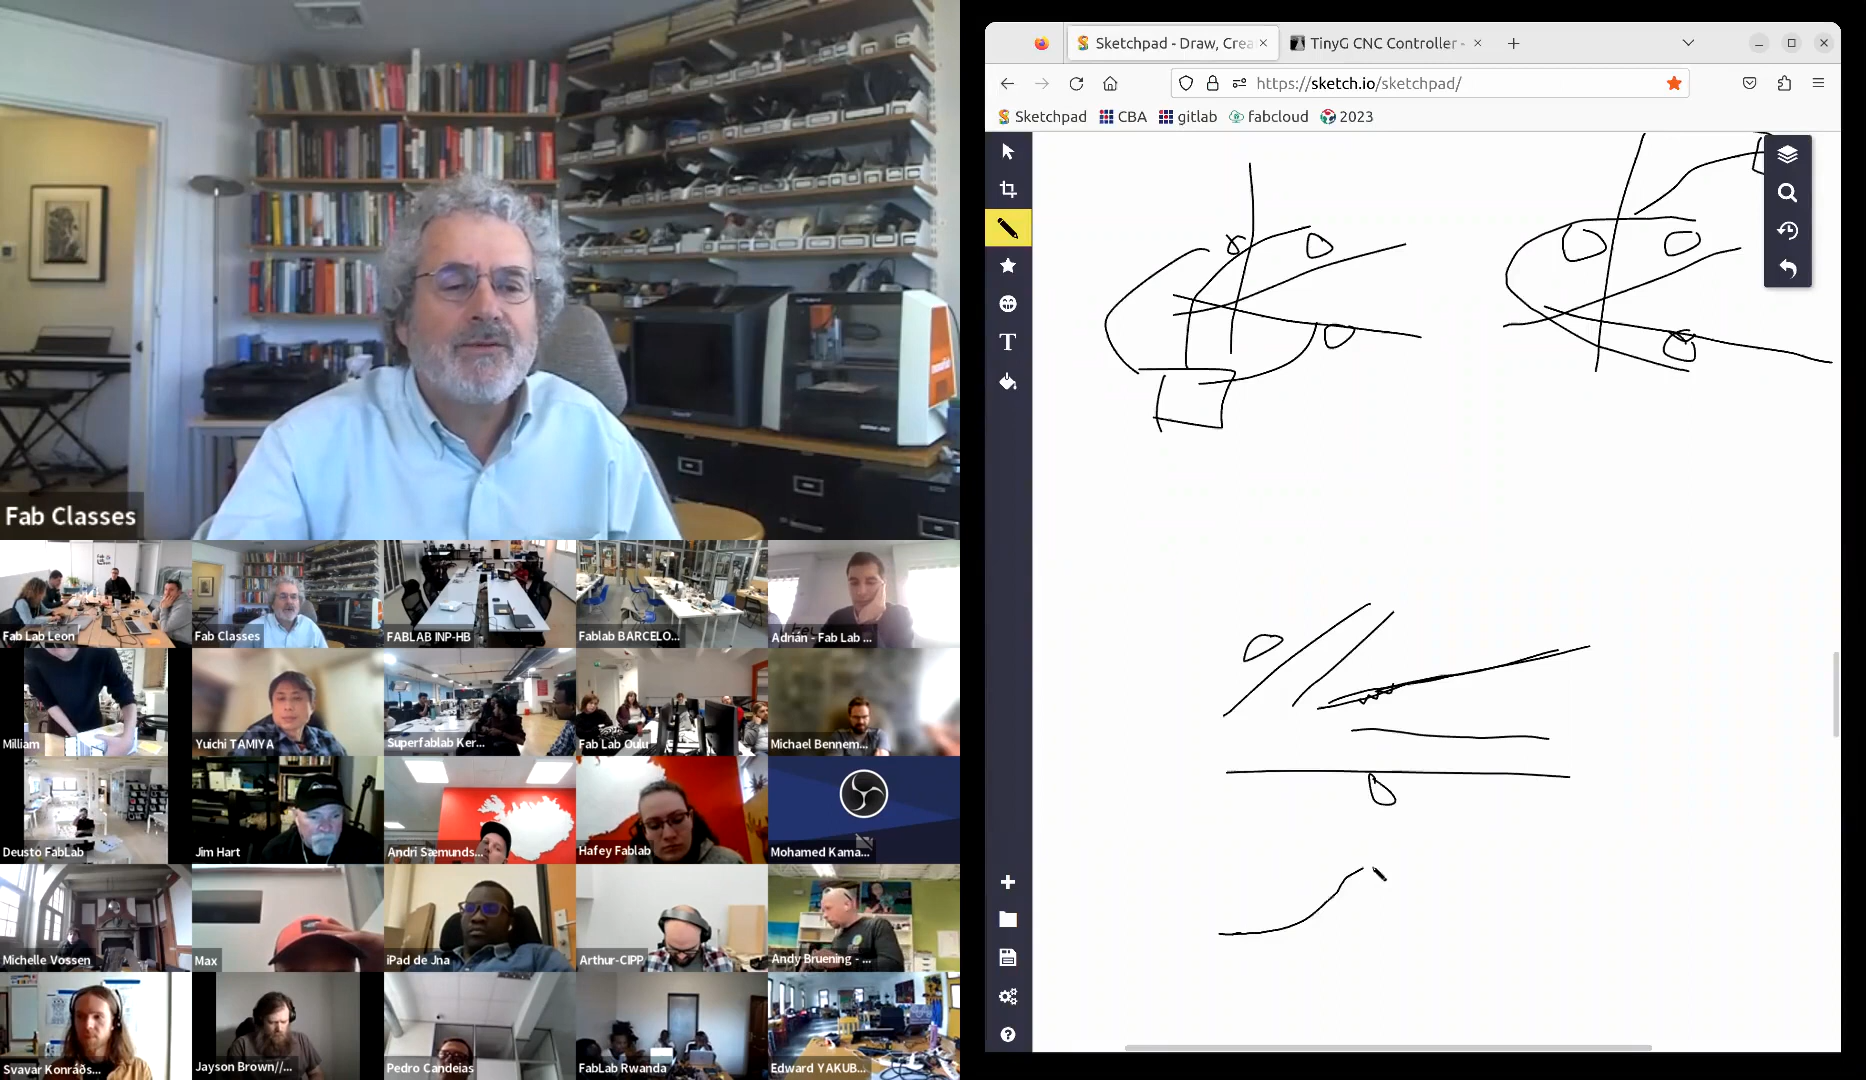 Fab Classes
Fab Lab Leon
Fab Classes
FABLAB INP-HB
Fablab BARCELO...
Adrián - Fab Lab ...
Milliam
Yuichi TAMIYA
Superfablab Ker...
Fab Lab Oulu
Michael Bennem...
Deusto FabLab
Jim Hart
Andri Sæmunds...
Hafey Fablab
Mohamed Kama...
Michelle Vossen
Max
iPad de Jna
Arthur-CIPP
Andy Bruening - ...
Svavar Konráðs...
Jayson Brown//...
Pedro Candeias
FabLab Rwanda
Edward YAKUB...
Sketchpad - Draw, Crea
TinyG CNC Controller -
https://sketch.io/sketchpad/
Sketchpad
CBA
gitlab
fabcloud
2023
T